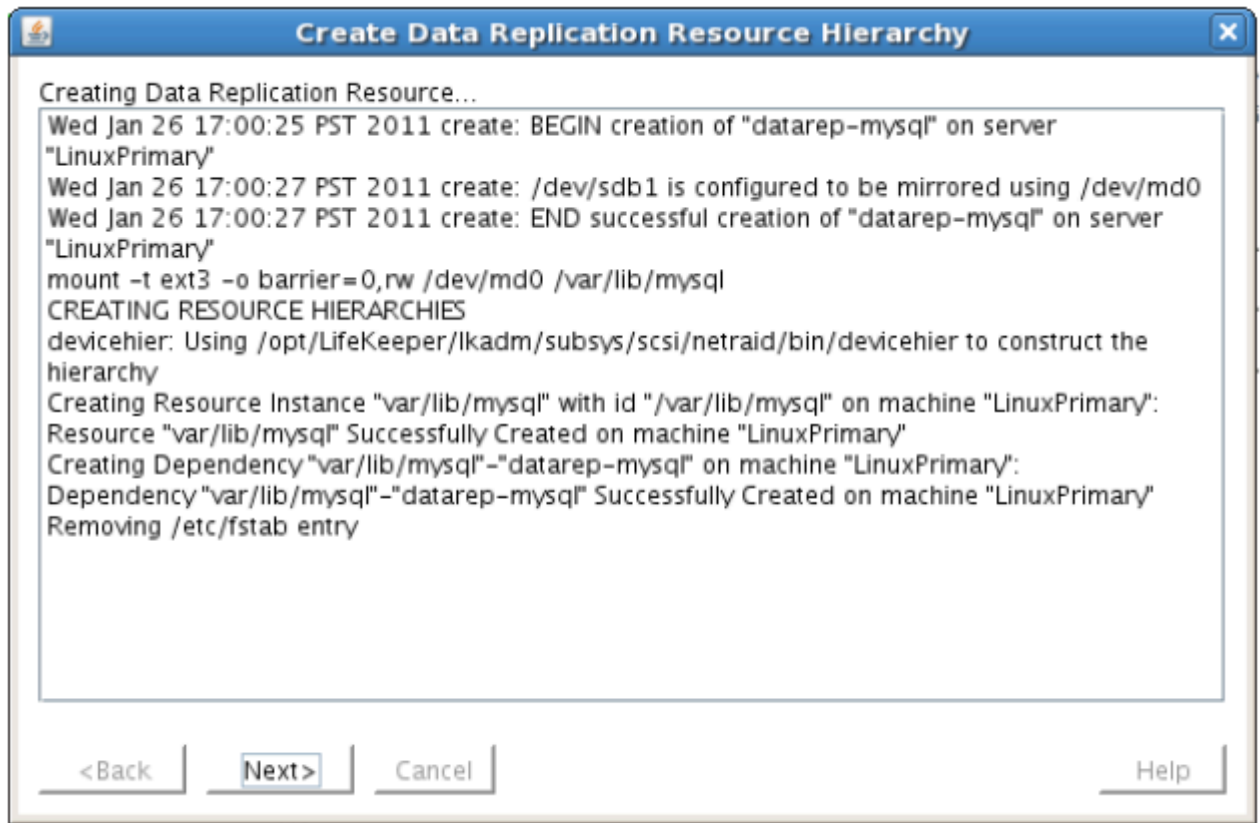 Create Data Replication Resource Hierarchy
Creating Data Replication Resource...
Wed Jan 26 17:00:25 PST 2011 create: BEGIN creation of "datarep-mysql" on server
"LinuxPrimary"
Wed Jan 26 17:00:27 PST 2011 create: /dev/sdb1 is configured to be mirrored using /dev/md0
Wed Jan 26 17:00:27 PST 2011 create: END successful creation of "datarep-mysql" on server
"LinuxPrimary"
mount -t ext3 -o barrier=0,rw /dev/md0 /var/lib/mysql
CREATING RESOURCE HIERARCHIES
devicehier: Using /opt/LifeKeeper/lkadm/subsys/scsi/netraid/bin/devicehier to construct the
hierarchy
Creating Resource Instance "var/lib/mysql" with id "/var/lib/mysql" on machine "LinuxPrimary":
Resource "var/lib/mysql" Successfully Created on machine "LinuxPrimary"
Creating Dependency "var/lib/mysql"-"datarep-mysql" on machine "LinuxPrimary":
Dependency "var/lib/mysql"-"datarep-mysql" Successfully Created on machine "LinuxPrimary"
Removing /etc/fstab entry
<Back Next> Cancel Help